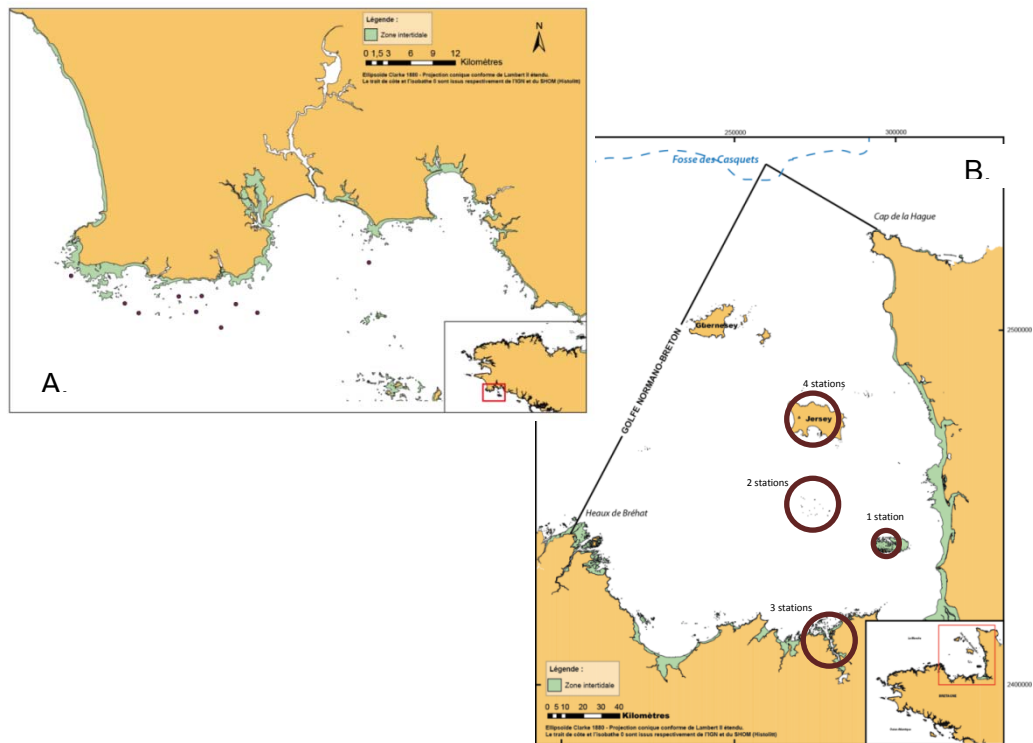 Légende :
Zone intertidale
0 1,5 3 6 9 12
Kilomètres
Ellipsoïde Clarke 1880 - Projection conique conforme de Lambert II étendu.
Le trait de côte et l'isobathe 0 sont issus respectivement de l'IGN et du SHOM (Histolitt)
N
A.
250000
300000
Fosse des Casquets
B.
Cap de la Hague
Guernesey
2500000
GOLFE NORMANO-BRETON
4 stations
Jersey
2 stations
1 station
Heaux de Bréhat
3 stations
Légende :
Zone intertidale
0 5 10 20 30 40
Kilomètres
Ellipsoïde Clarke 1880 - Projection conique conforme de Lambert II étendu.
Le trait de côte et l'isobathe 0 sont issus respectivement de l'IGN et du SHOM (Histolitt)
BRETAGNE
2400000